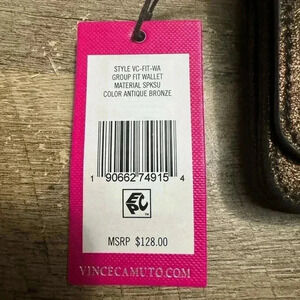 STYLE VC-FIT-WA
GROUP FIT WALLET
MATERIAL SPKSU
COLOR ANTIQUE BRONZE
1 90662 74915 4
EPC
MSRP $128.00
VINCECAMUTO.COM